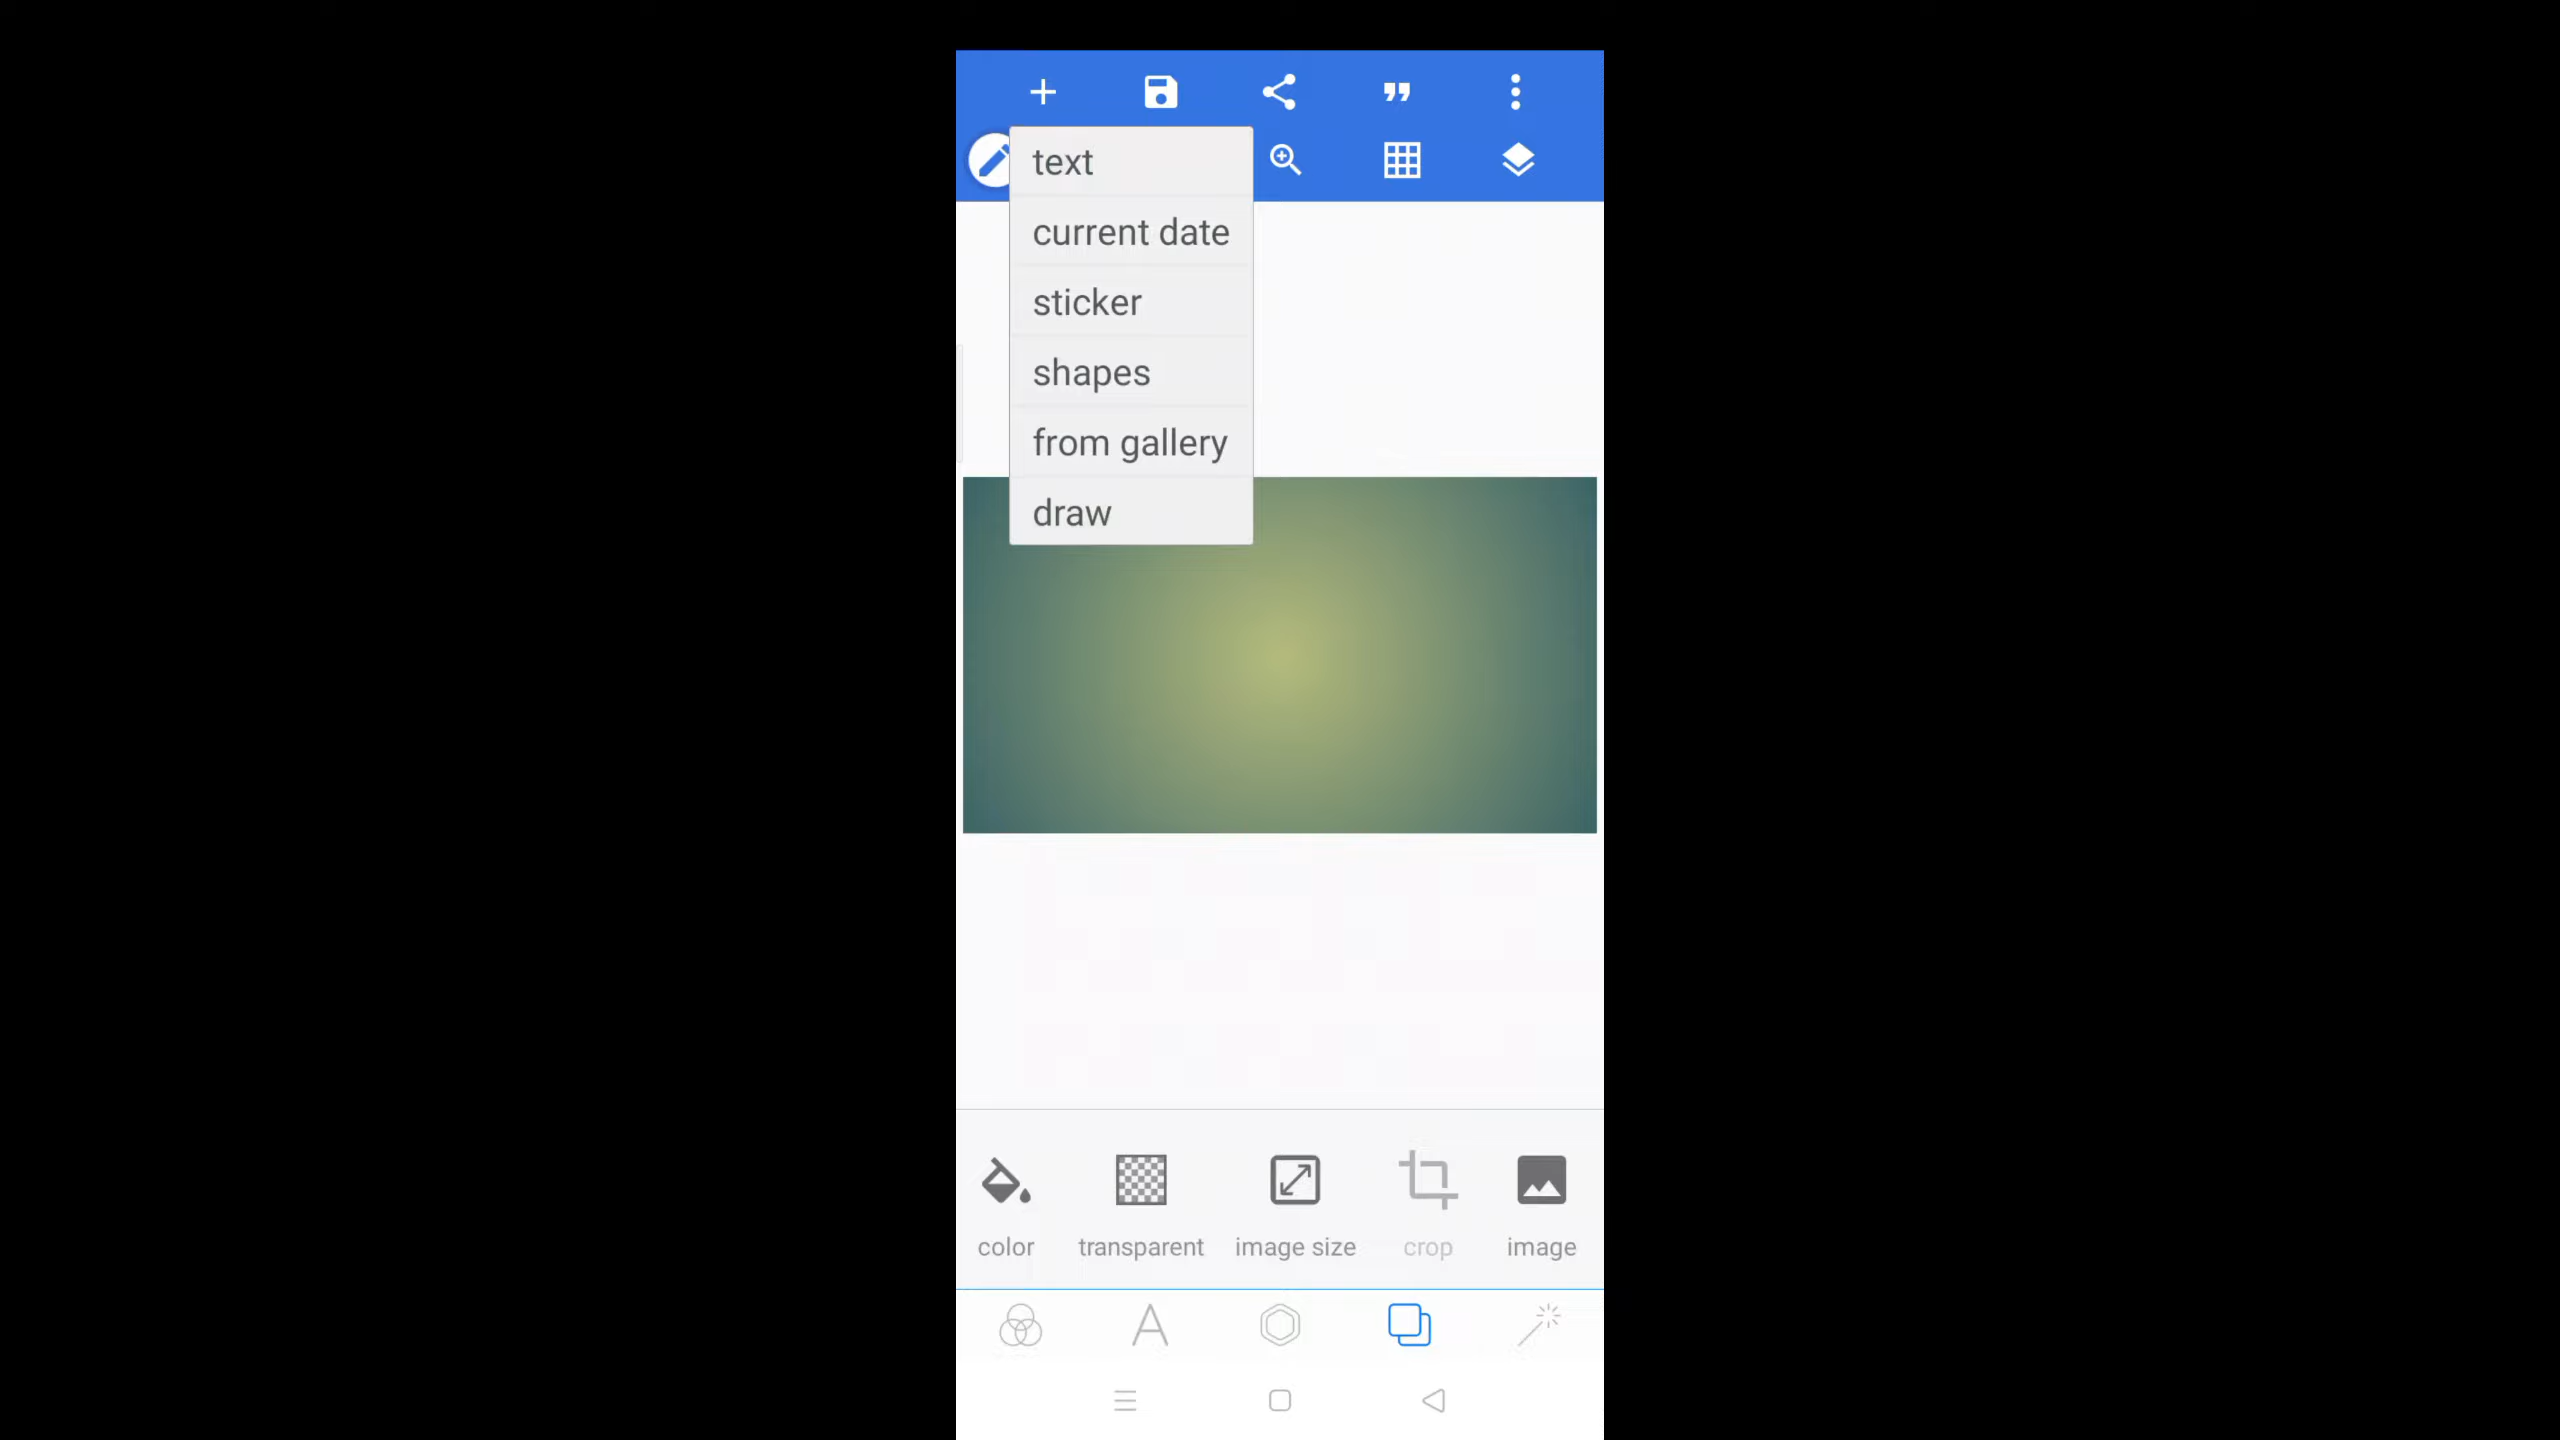 text
current date
sticker
shapes
from gallery
draw
color
transparent
image size
crop
image